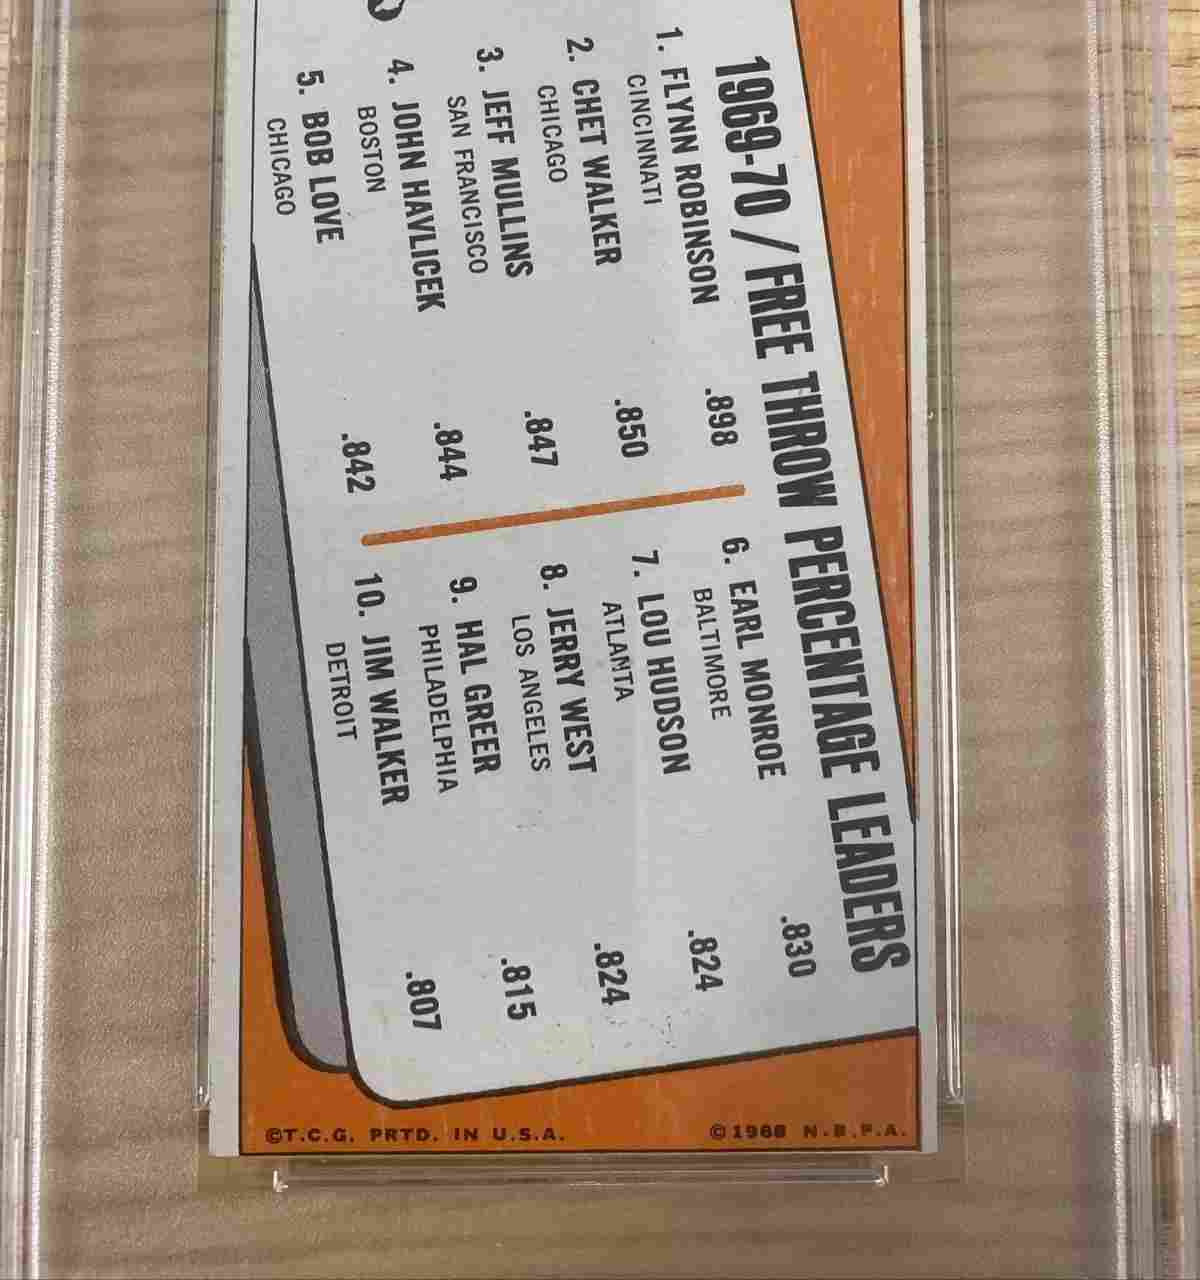 1969-70 / FREE THROW PERCENTAGE LEADERS
1. FLYNN ROBINSON .898
CINCINNATI
2. CHET WALKER .850
CHICAGO
3. JEFF MULLINS .847
SAN FRANCISCO
4. JOHN HAVLICEK .844
BOSTON
5. BOB LOVE .842
CHICAGO
6. EARL MONROE .830
BALTIMORE
7. LOU HUDSON .824
ATLANTA
8. JERRY WEST .824
LOS ANGELES
9. HAL GREER .815
PHILADELPHIA
10. JIM WALKER .807
DETROIT
©T.C.G. PRTD. IN U.S.A.
©1968 N.B.P.A.